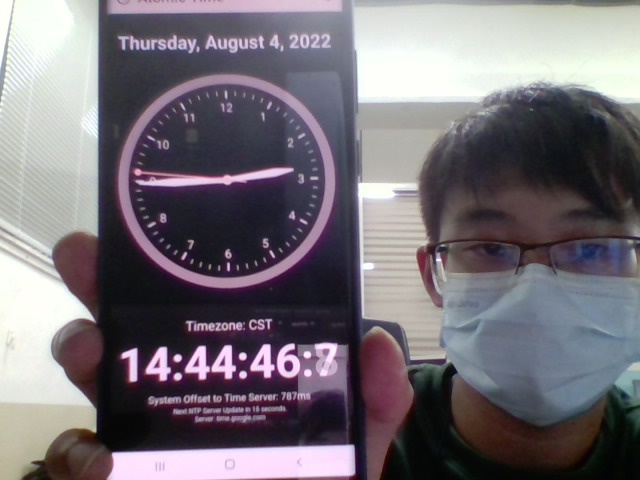 Atomic Time
Thursday, August 4, 2022
12
11 1
10 2
3
8 4
7 5
6
Timezone: CST
14:44:46:7
System Offset to Time Server: 787ms
Next NTP Server Update in 15 seconds.
Server: time.google.com